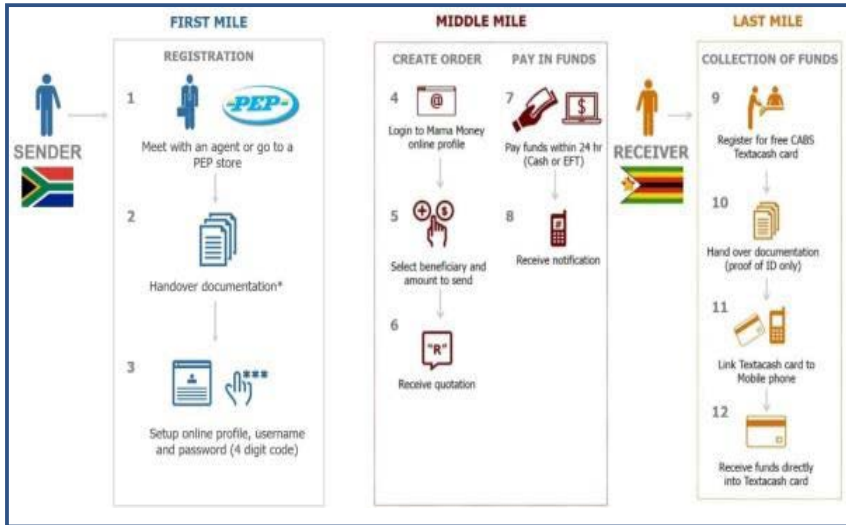 FIRST MILE
REGISTRATION
SENDER
1
PEP
Meet with an agent or go to a
PEP store
2
Handover documentation*
3
***
Setup online profile, username
and password (4 digit code)
MIDDLE MILE
CREATE ORDER
4
@
Login to Mama Money
online profile
5
+ $
Select beneficiary and
amount to send
6
"R"
Receive quotation
PAY IN FUNDS
7
$
Pay funds within 24 hr
(Cash or EFT)
8
#
Receive notification
LAST MILE
RECEIVER
COLLECTION OF FUNDS
9
Register for free CABS
Textacash card
10
Hand over documentation
(proof of ID only)
11
Link Textacash card to
Mobile phone
12
Receive funds directly
into Textacash card